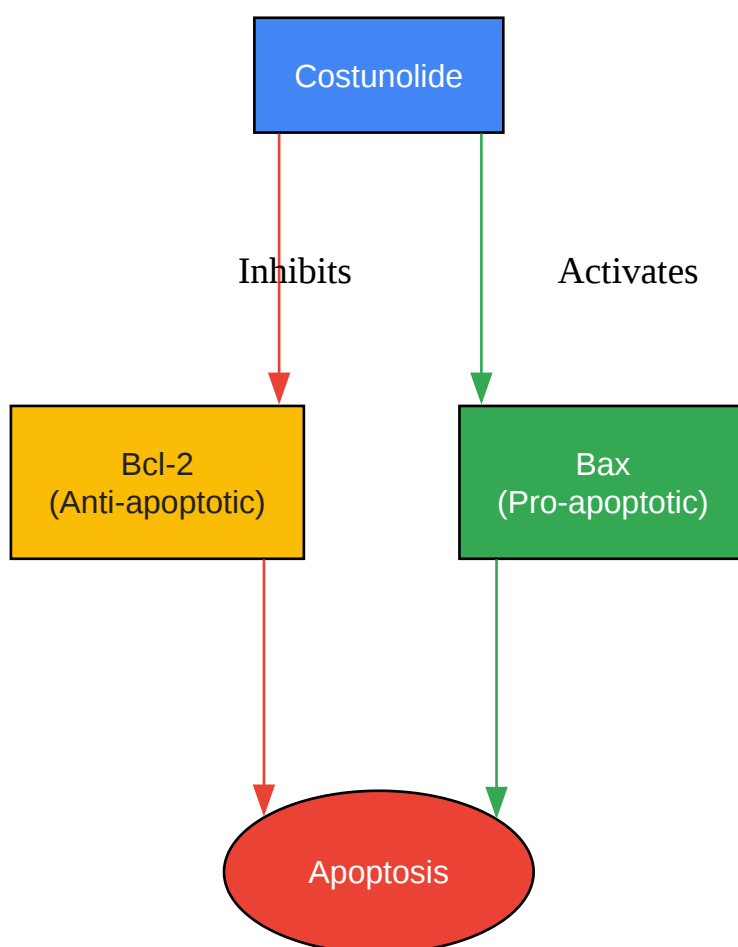 Costunolide
Inhibits
Activates
Bcl-2
(Anti-apoptotic)
Bax
(Pro-apoptotic)
Apoptosis